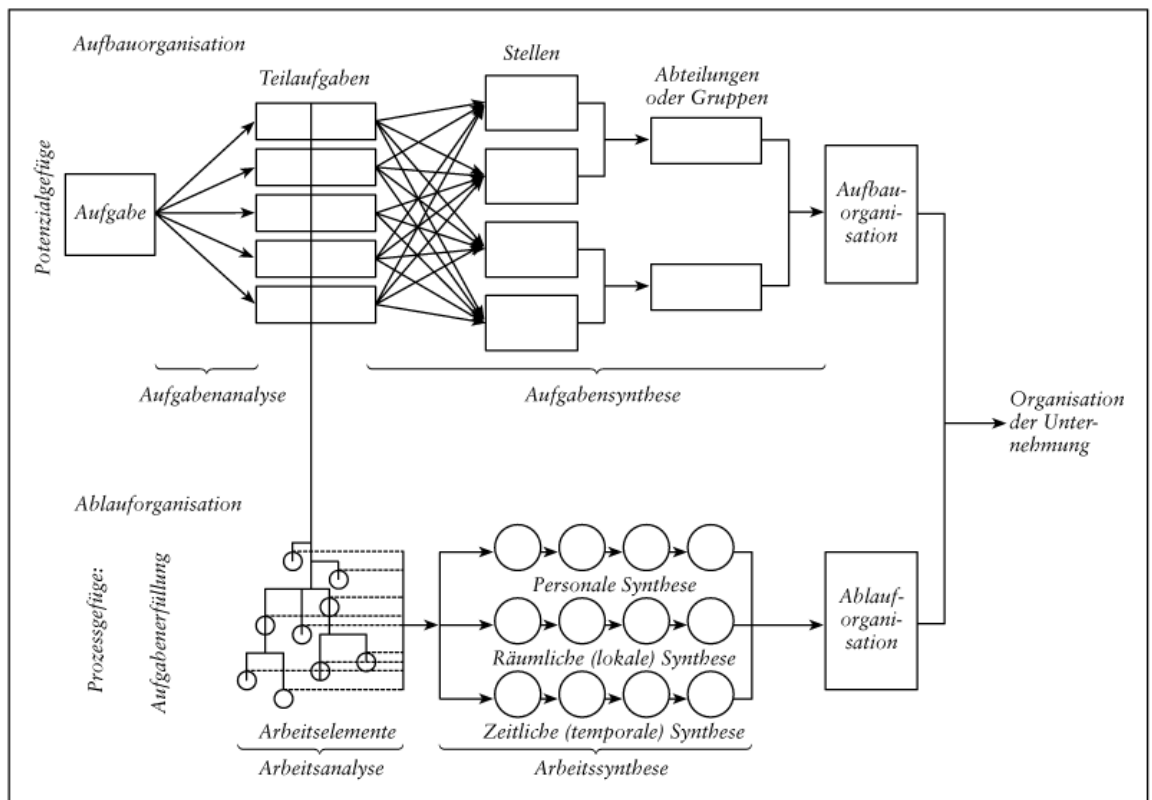 Aufbauorganisation
Stellen
Teilaufgaben
Abteilungen
oder Gruppen
Potenzialgefüge
Aufgabe
Aufbau-
organi-
sation
Aufgabenanalyse
Aufgabensynthese
Organisation
der Unter-
nehmung
Ablauforganisation
Prozessgefüge:
Aufgabenerfüllung
Personale Synthese
Räumliche (lokale) Synthese
Zeitliche (temporale) Synthese
Ablauf-
organi-
sation
Arbeitselemente
Arbeitsanalyse
Arbeitssynthese